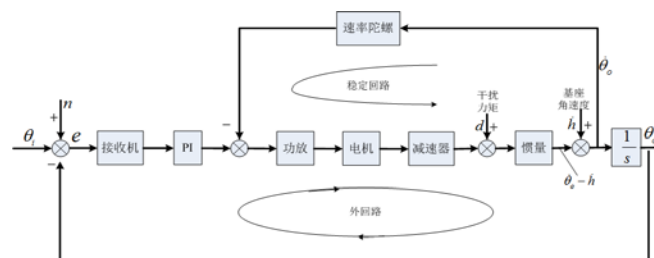 速率陀螺
稳定回路
θ̇ₒ
干扰
力矩
d
+
基座
角速度
ḣ
+
n
+
θᵢ
e
−
接收机
PI
−
功放
电机
减速器
惯量
θ̇ₒ-ḣ
1
s
外回路